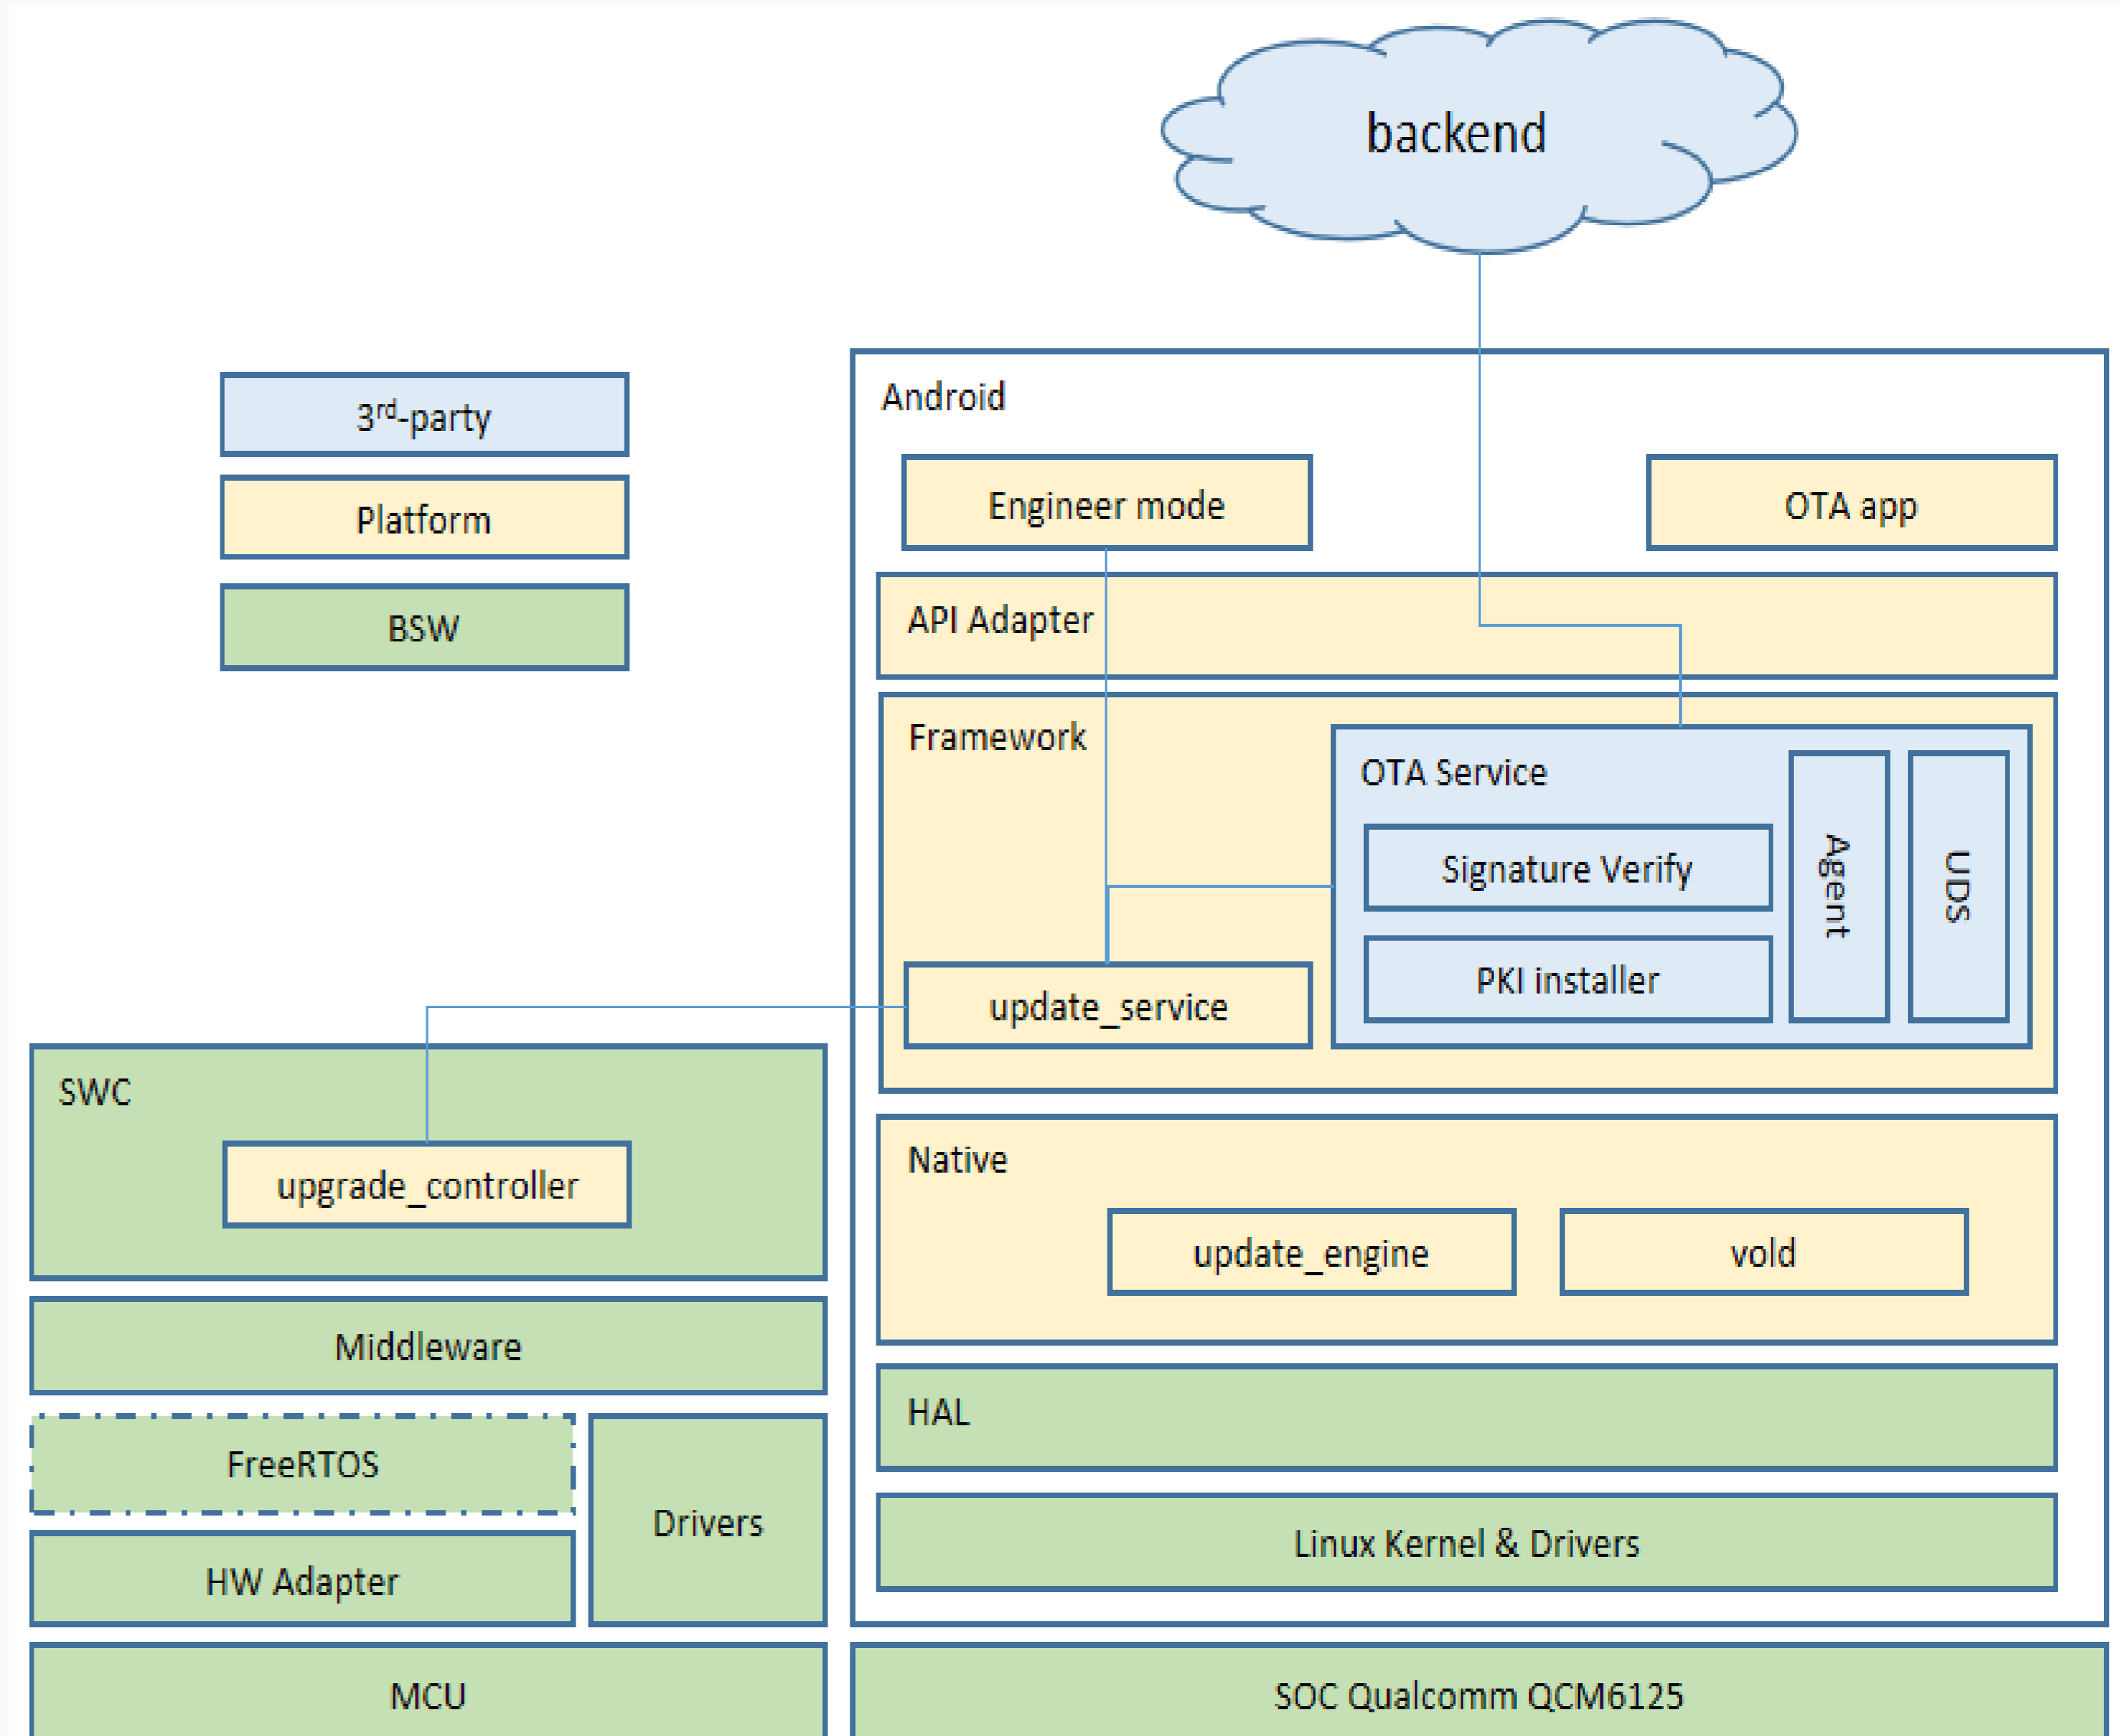 backend
3rd-party
Platform
BSW
Android
Engineer mode
OTA app
API Adapter
Framework
OTA Service
Signature Verify
PKI installer
Agent
UDS
update_service
SWC
upgrade_controller
Middleware
FreeRTOS
HW Adapter
Drivers
MCU
Native
update_engine
vold
HAL
Linux Kernel & Drivers
SOC Qualcomm QCM6125